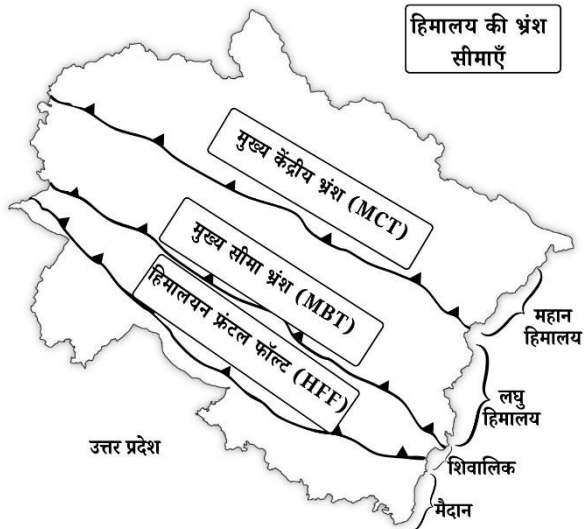 हिमालय की भ्रंश
सीमाएँ
मुख्य केंद्रीय भ्रंश (MCT)
मुख्य सीमा भ्रंश (MBT)
हिमालयन फ्रंटल फॉल्ट (HFF)
महान
हिमालय
लघु
हिमालय
उत्तर प्रदेश
शिवालिक
मैदान